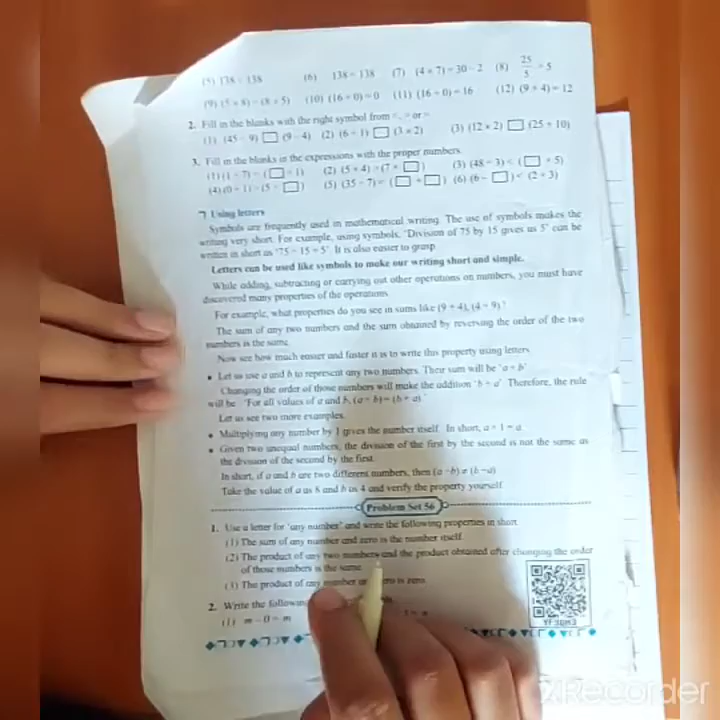 (5) 138 138 (6) 138 = 138 (7) (4 × 7) = 30 - 2 (8) 25/5 = 5
(9) (5 × 8) = (8 × 5) (10) (16 + 0) = 0 (11) (16 + 0) = 16 (12) (9 + 4) = 12
2. Fill in the blanks with the right symbol from or
(1) (45 9) □ (9 - 4) (2) (6 1) □ (3 × 2) (3) (12 × 2) □ (25 + 10)
3. Fill in the blanks in the expressions with the proper numbers.
(1) (1 7) (□ 1) (2) (5 × 4) (7 × □) (3) (48 3) < (□ × 5)
(4) (0 + 1) (5 □) (5) (35 7) = (□ □) (6) (6 □) < (2 + 3)
Using letters
Symbols are frequently used in mathematical writing. The use of symbols makes the
writing very short. For example, using symbols, 'Division of 75 by 15 gives us 5' can be
written in short as '75 ÷ 15 = 5'. It is also easier to grasp.
Letters can be used like symbols to make our writing short and simple.
While adding, subtracting or carrying out other operations on numbers, you must have
discovered many properties of the operations.
For example, what properties do you see in sums like (9 + 4), (4 + 9) ?
The sum of any two numbers and the sum obtained by reversing the order of the two
numbers is the same.
Now see how much easier and faster it is to write this property using letters.
• Let us use a and b to represent any two numbers. Their sum will be 'a + b'
Changing the order of those numbers will make the addition 'b + a'. Therefore, the rule
will be : 'For all values of a and b, (a + b) = (b + a).'
Let us see two more examples.
• Multiplying any number by 1 gives the number itself. In short, a × 1 = a
• Given two unequal numbers, the division of the first by the second is not the same as
the division of the second by the first.
In short, if a and b are two different numbers, then (a ÷ b) ≠ (b ÷ a)
Take the value of a as 8 and b as 4 and verify the property yourself.
Problem Set 56
1. Use a letter for 'any number' and write the following properties in short
(1) The sum of any number and zero is the number itself.
(2) The product of any two numbers and the product obtained after changing the order
of those numbers is the same.
(3) The product of any number zero is zero.
2. Write the following
(1) m - 0 = m
YF3DH3
XRecorder